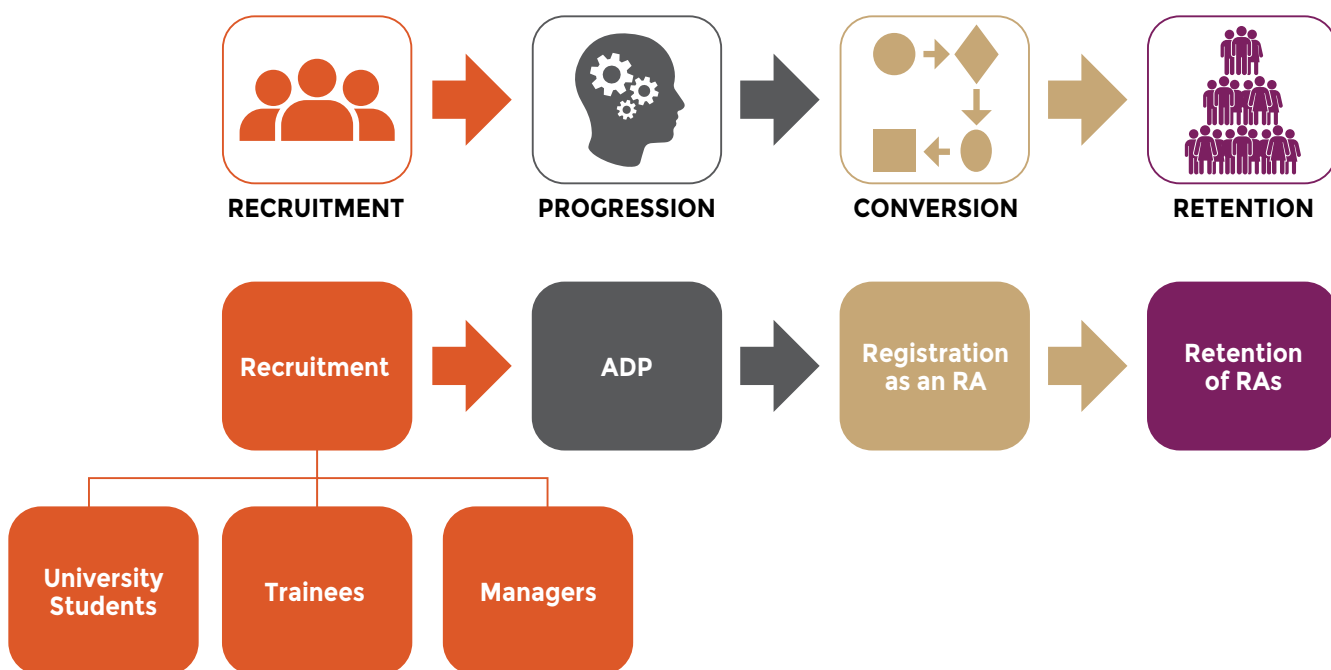 RECRUITMENT
PROGRESSION
CONVERSION
RETENTION
Recruitment
ADP
Registration
as an RA
Retention
of RAs
University
Students
Trainees
Managers